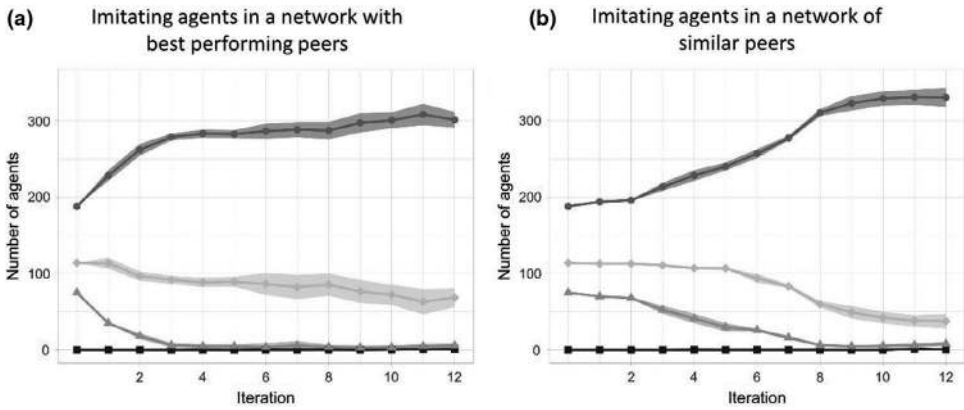 (a)
Imitating agents in a network with
best performing peers
300
200
100
0
Number of agents
2 4 6 8 10 12
Iteration
(b)
Imitating agents in a network of
similar peers
300
200
100
0
Number of agents
2 4 6 8 10 12
Iteration